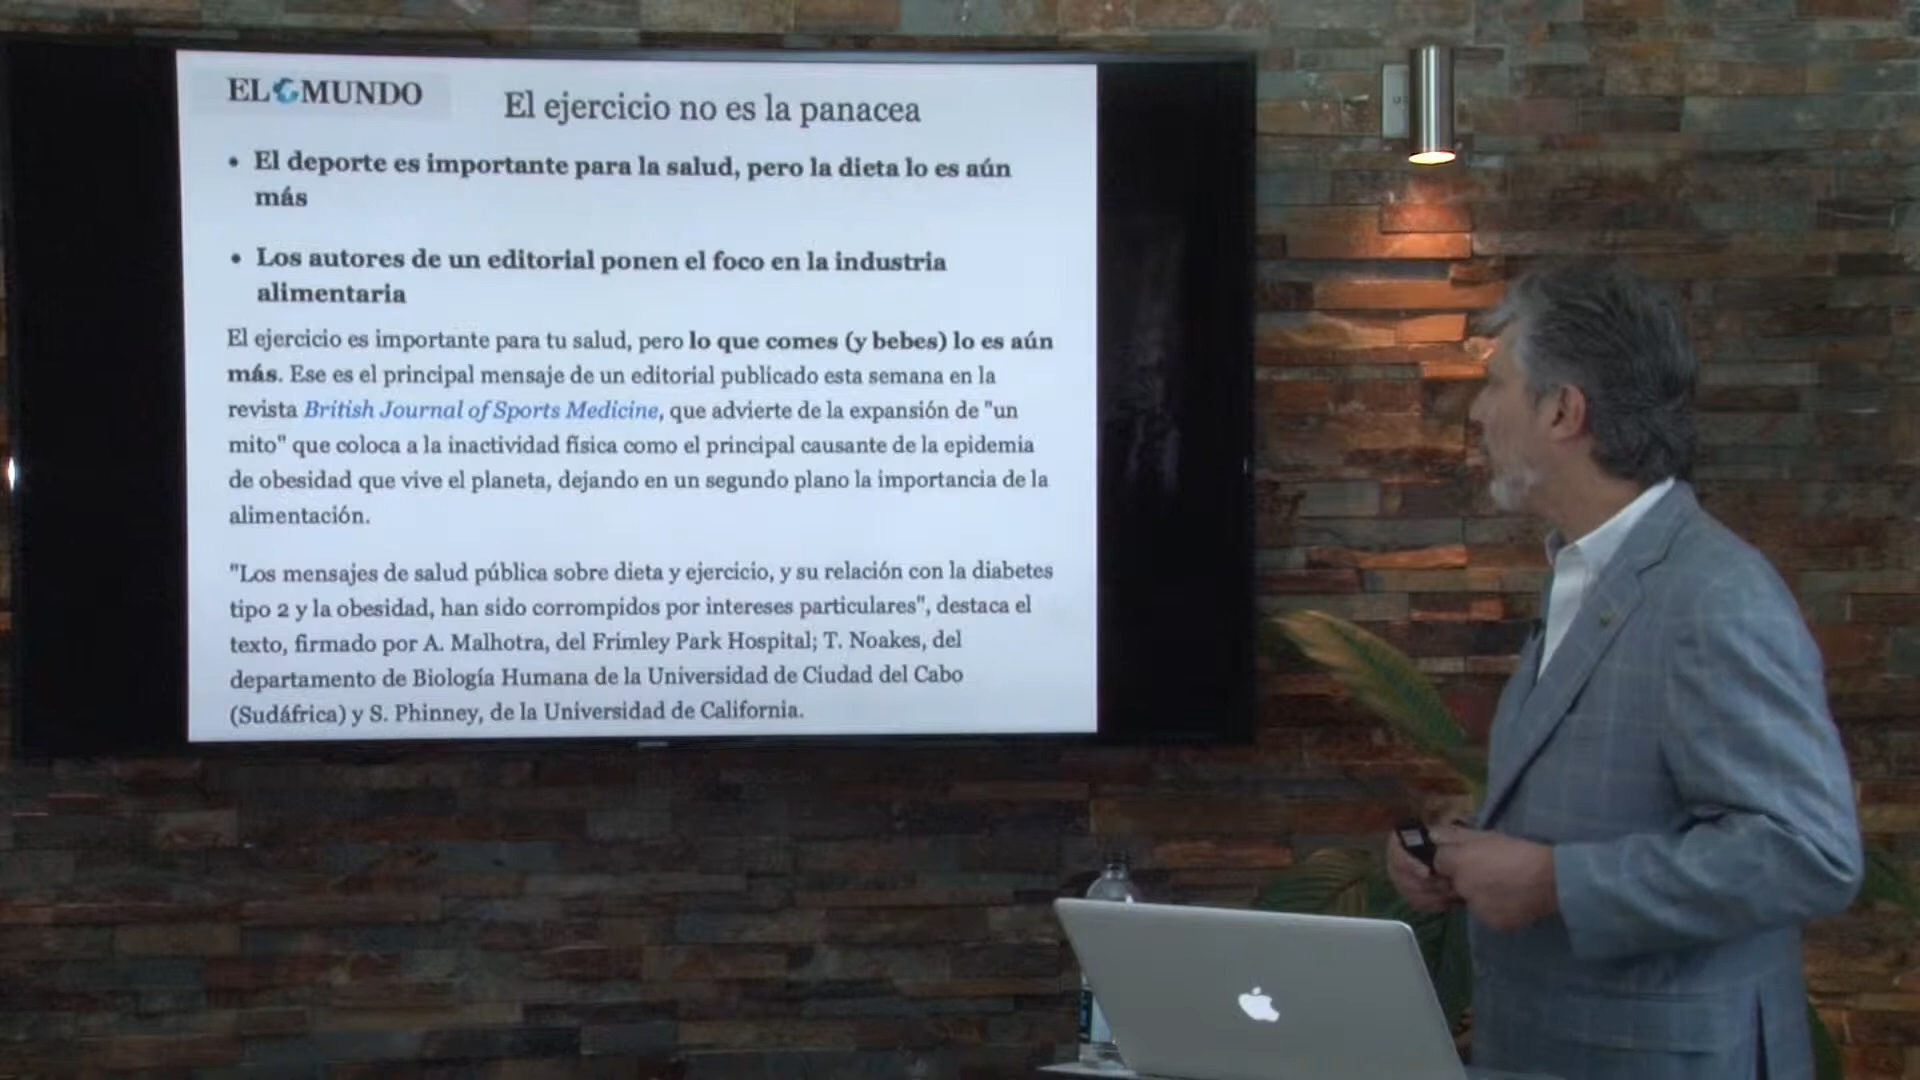 EL MUNDO
El ejercicio no es la panacea
• El deporte es importante para la salud, pero la dieta lo es aún
más
• Los autores de un editorial ponen el foco en la industria
alimentaria
El ejercicio es importante para tu salud, pero lo que comes (y bebes) lo es aún
más. Ese es el principal mensaje de un editorial publicado esta semana en la
revista British Journal of Sports Medicine, que advierte de la expansión de "un
mito" que coloca a la inactividad física como el principal causante de la epidemia
de obesidad que vive el planeta, dejando en un segundo plano la importancia de la
alimentación.
"Los mensajes de salud pública sobre dieta y ejercicio, y su relación con la diabetes
tipo 2 y la obesidad, han sido corrompidos por intereses particulares", destaca el
texto, firmado por A. Malhotra, del Frimley Park Hospital; T. Noakes, del
departamento de Biología Humana de la Universidad de Ciudad del Cabo
(Sudáfrica) y S. Phinney, de la Universidad de California.